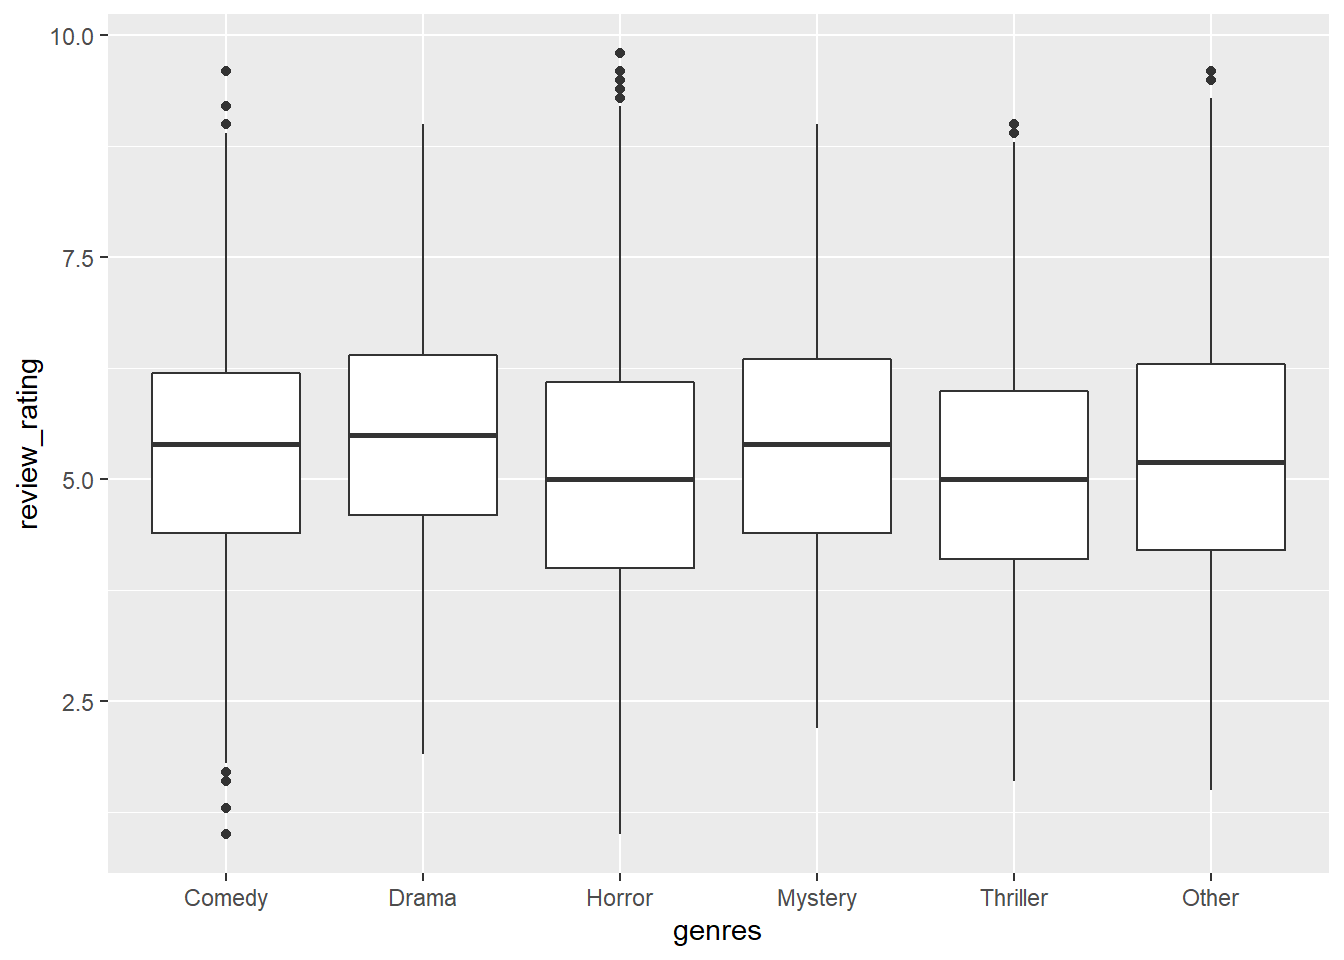 10.0
7.5
5.0
2.5
review_rating
Comedy Drama Horror Mystery Thriller Other
genres